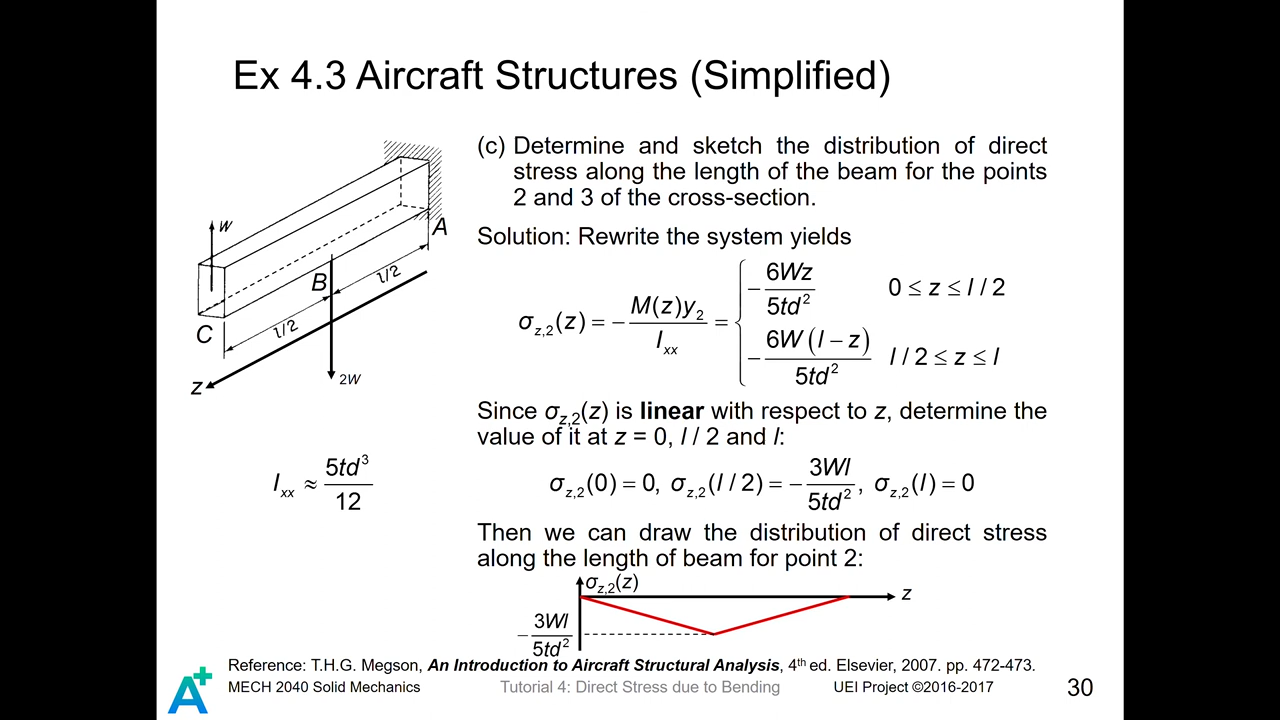 Ex 4.3 Aircraft Structures (Simplified)
(c) Determine and sketch the distribution of direct
stress along the length of the beam for the points
2 and 3 of the cross-section.
Solution: Rewrite the system yields
σz,2(z) = − M(z)y2 / Ixx = { − 6Wz / 5td² 0 ≤ z ≤ l / 2
− 6W(l − z) / 5td² l / 2 ≤ z ≤ l
Since σz,2(z) is linear with respect to z, determine the
value of it at z = 0, l / 2 and l:
σz,2(0) = 0, σz,2(l / 2) = − 3Wl / 5td², σz,2(l) = 0
Then we can draw the distribution of direct stress
along the length of beam for point 2:
σz,2(z)
z
− 3Wl / 5td²
W
A
B
l/2
C
l/2
z
2W
Ixx ≈ 5td³ / 12
Reference: T.H.G. Megson, An Introduction to Aircraft Structural Analysis, 4th ed. Elsevier, 2007. pp. 472-473.
A+
MECH 2040 Solid Mechanics Tutorial 4: Direct Stress due to Bending UEI Project ©2016-2017 30